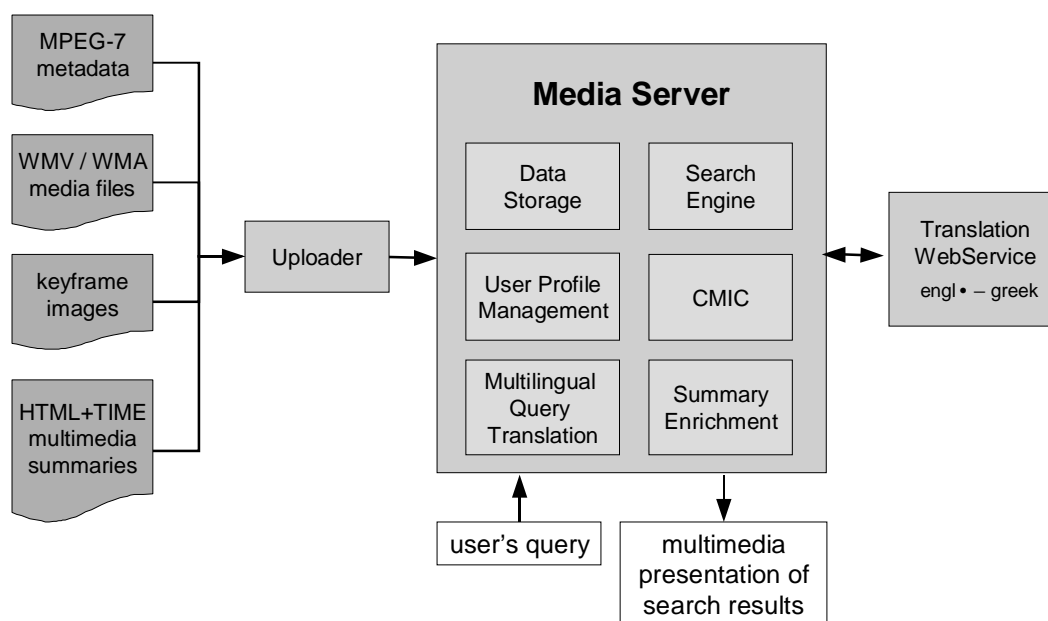 MPEG-7
metadata
WMV / WMA
media files
keyframe
images
HTML+TIME
multimedia
summaries
Uploader
Media Server
Data
Storage
Search
Engine
User Profile
Management
CMIC
Multilingual
Query
Translation
Summary
Enrichment
Translation
WebService
engl • – greek
user's query
multimedia
presentation of
search results